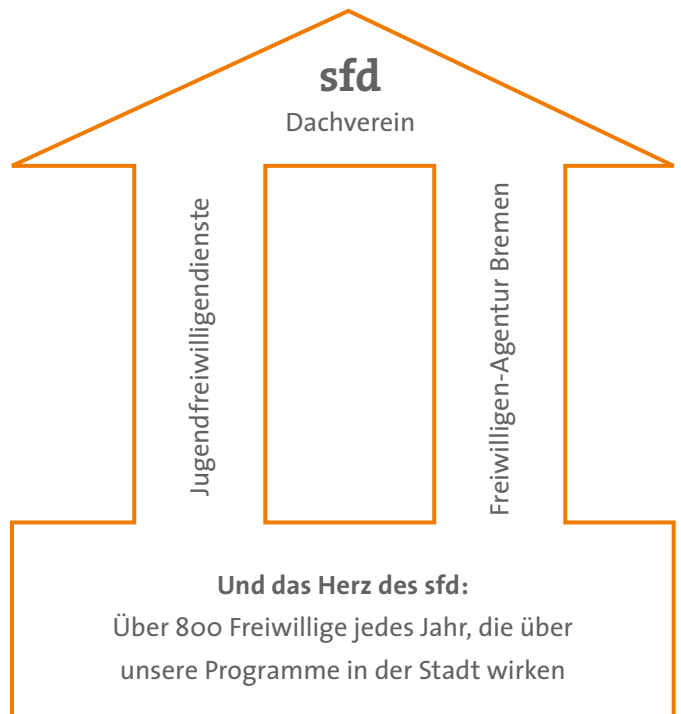 sfd
Dachverein
Jugendfreiwilligendienste
Freiwilligen-Agentur Bremen
Und das Herz des sfd:
Über 800 Freiwillige jedes Jahr, die über
unsere Programme in der Stadt wirken